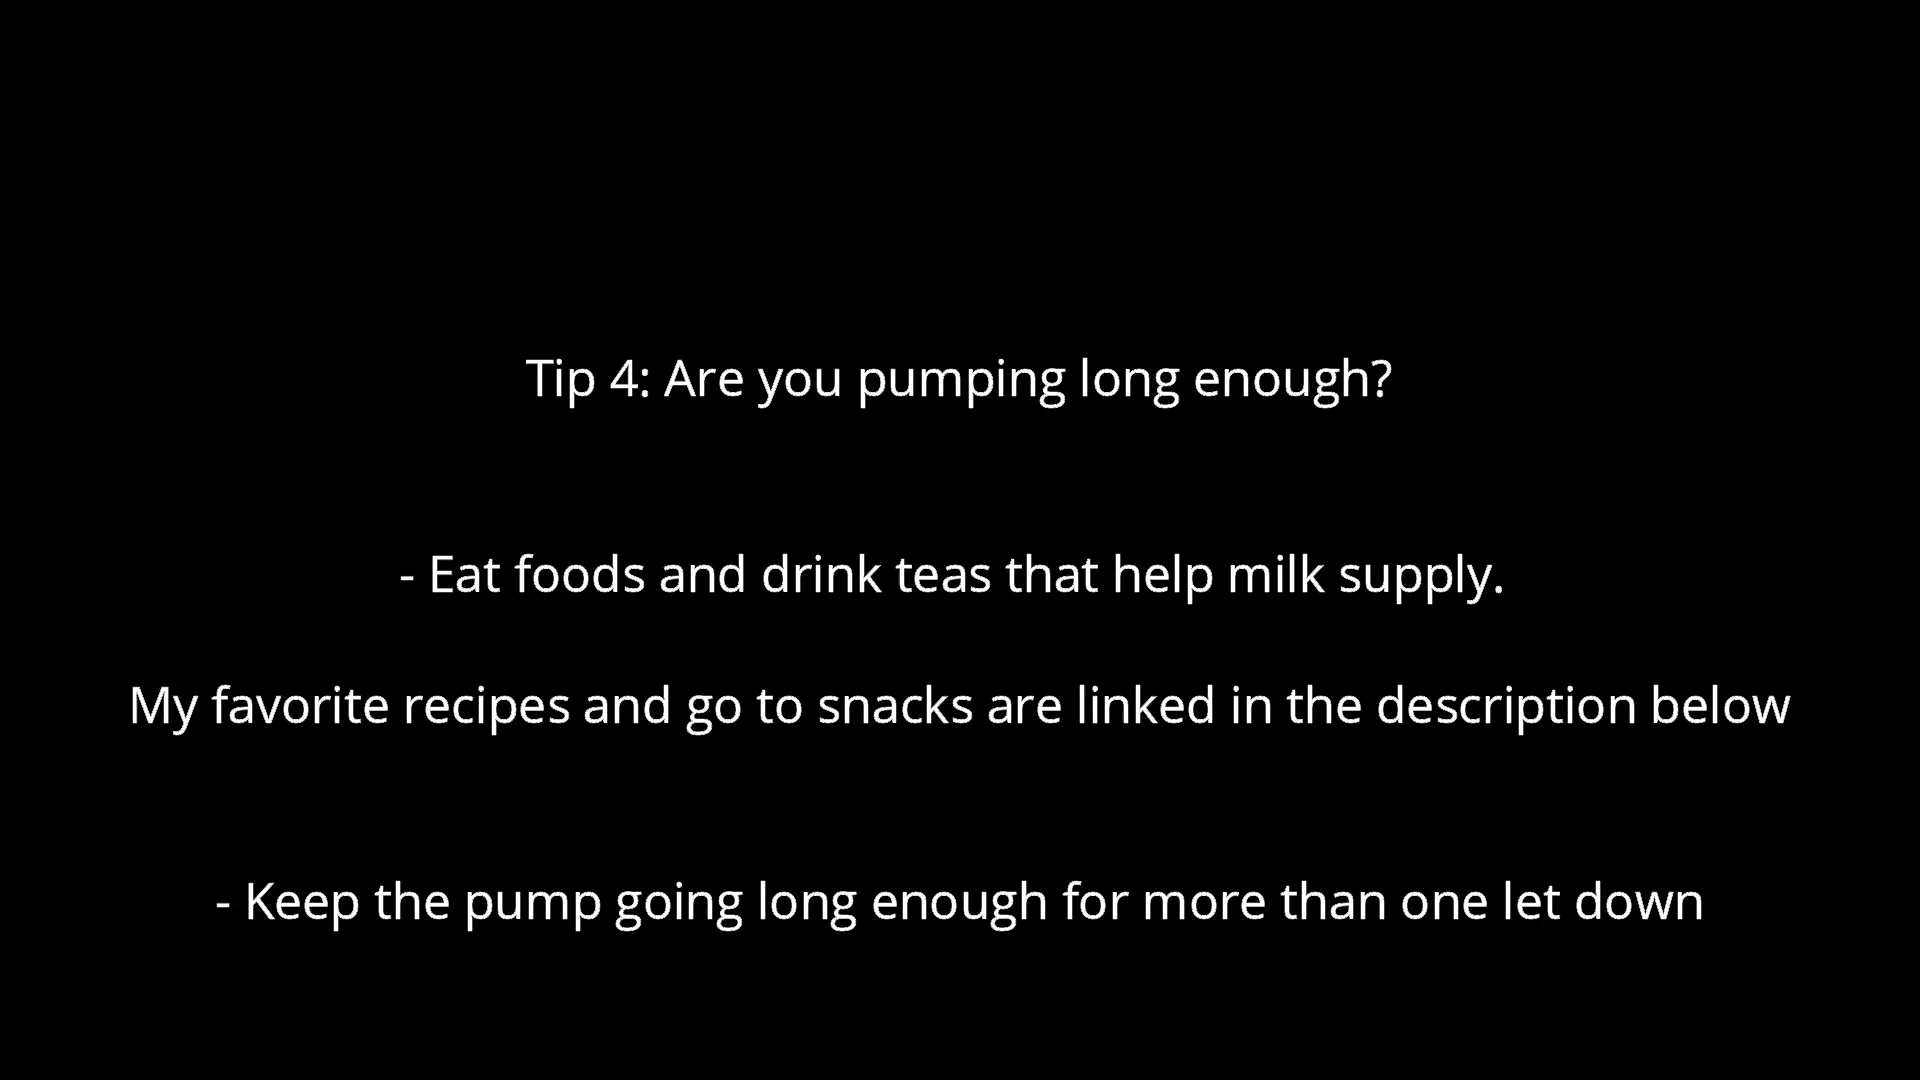 Tip 4: Are you pumping long enough?
- Eat foods and drink teas that help milk supply.
My favorite recipes and go to snacks are linked in the description below
- Keep the pump going long enough for more than one let down